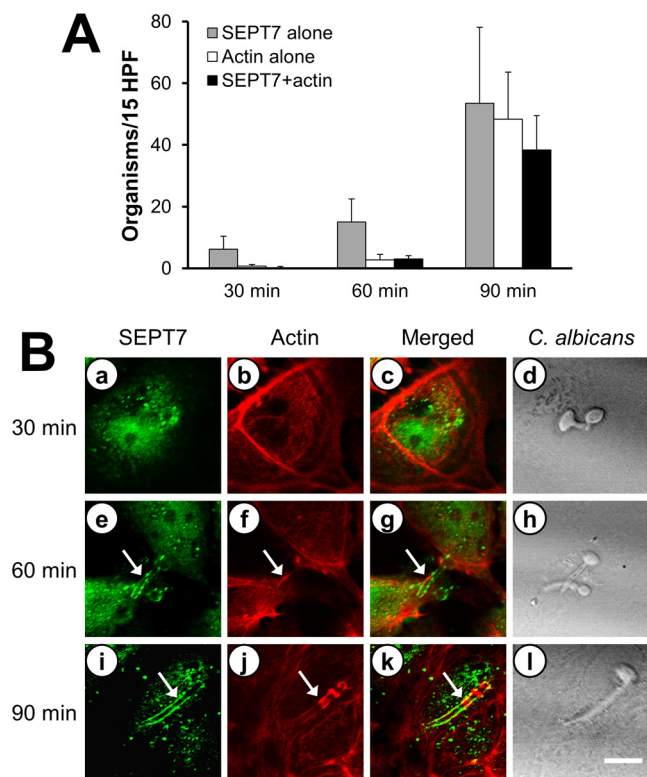 A
80
60
40
20
0
Organisms/15 HPF
SEPT7 alone
Actin alone
SEPT7+actin
30 min 60 min 90 min
B
SEPT7 Actin Merged C. albicans
30 min a b c d
60 min e f g h
90 min i j k l